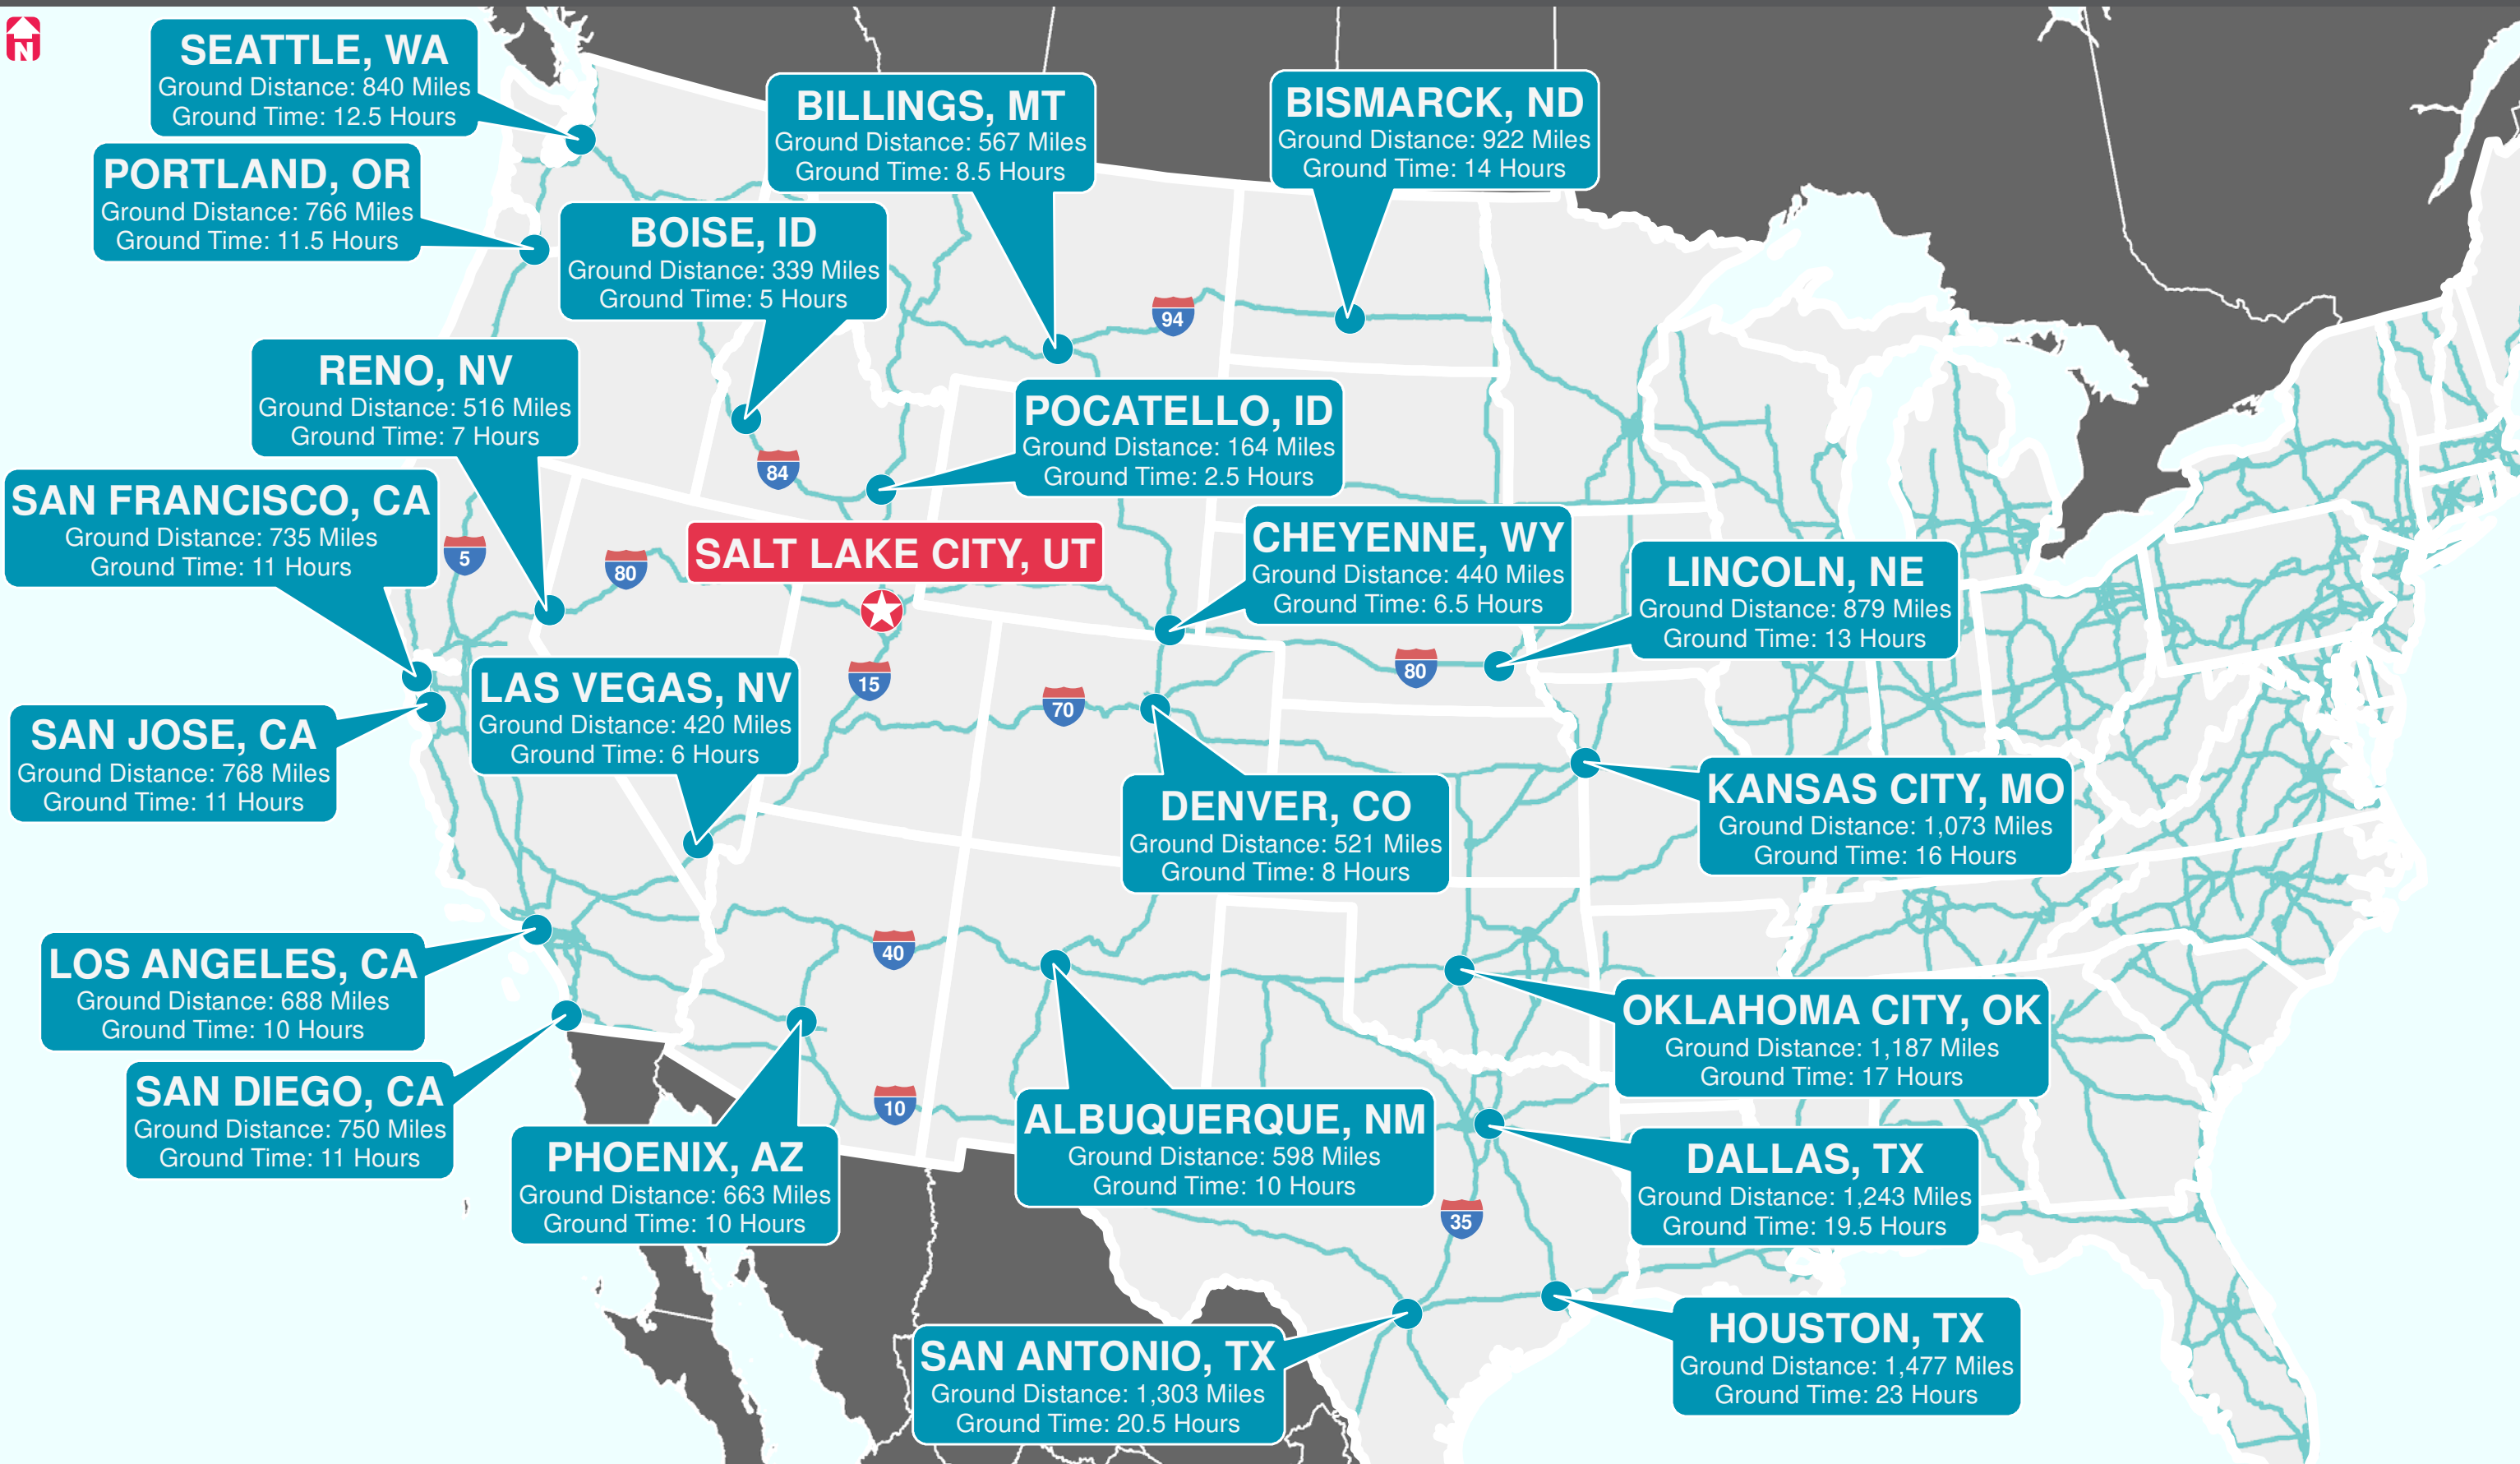 N
SEATTLE, WA
Ground Distance: 840 Miles
Ground Time: 12.5 Hours
PORTLAND, OR
Ground Distance: 766 Miles
Ground Time: 11.5 Hours
BILLINGS, MT
Ground Distance: 567 Miles
Ground Time: 8.5 Hours
BISMARCK, ND
Ground Distance: 922 Miles
Ground Time: 14 Hours
BOISE, ID
Ground Distance: 339 Miles
Ground Time: 5 Hours
94
RENO, NV
Ground Distance: 516 Miles
Ground Time: 7 Hours
POCATELLO, ID
Ground Distance: 164 Miles
Ground Time: 2.5 Hours
84
SAN FRANCISCO, CA
Ground Distance: 735 Miles
Ground Time: 11 Hours
5
80
SALT LAKE CITY, UT
CHEYENNE, WY
Ground Distance: 440 Miles
Ground Time: 6.5 Hours
LINCOLN, NE
Ground Distance: 879 Miles
Ground Time: 13 Hours
80
15
70
LAS VEGAS, NV
Ground Distance: 420 Miles
Ground Time: 6 Hours
SAN JOSE, CA
Ground Distance: 768 Miles
Ground Time: 11 Hours
DENVER, CO
Ground Distance: 521 Miles
Ground Time: 8 Hours
KANSAS CITY, MO
Ground Distance: 1,073 Miles
Ground Time: 16 Hours
LOS ANGELES, CA
Ground Distance: 688 Miles
Ground Time: 10 Hours
40
OKLAHOMA CITY, OK
Ground Distance: 1,187 Miles
Ground Time: 17 Hours
SAN DIEGO, CA
Ground Distance: 750 Miles
Ground Time: 11 Hours
10
PHOENIX, AZ
Ground Distance: 663 Miles
Ground Time: 10 Hours
ALBUQUERQUE, NM
Ground Distance: 598 Miles
Ground Time: 10 Hours
DALLAS, TX
Ground Distance: 1,243 Miles
Ground Time: 19.5 Hours
35
SAN ANTONIO, TX
Ground Distance: 1,303 Miles
Ground Time: 20.5 Hours
HOUSTON, TX
Ground Distance: 1,477 Miles
Ground Time: 23 Hours